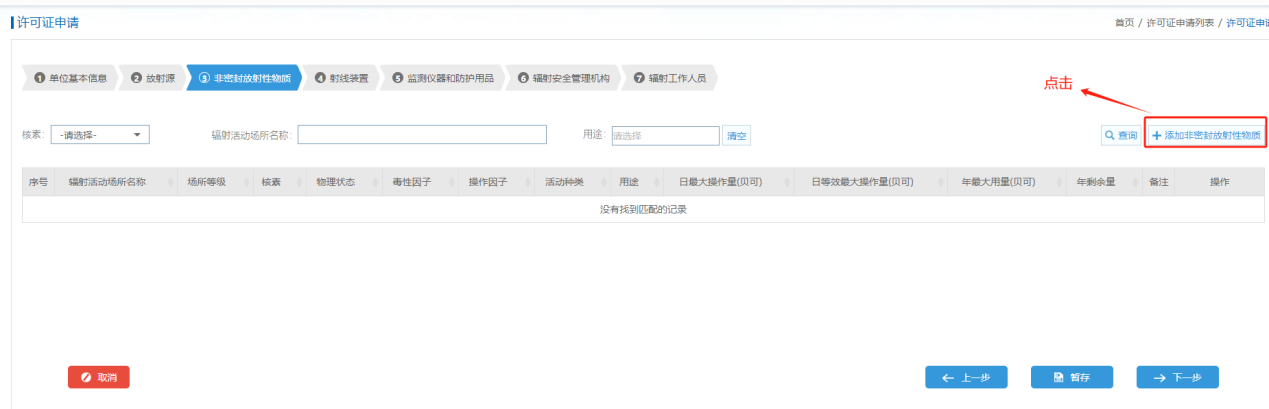 许可证申请
首页 / 许可证申请列表 / 许可证申
1 单位基本信息 2 放射源 3 非密封放射性物质 4 射线装置 5 监测仪器和防护用品 6 辐射安全管理机构 7 辐射工作人员
点击
核素: -请选择- 辐射活动场所名称: 用途: 请选择 清空 查询 + 添加非密封放射性物质
序号 辐射活动场所名称 场所等级 核素 物理状态 毒性因子 操作因子 活动种类 用途 日最大操作量(贝可) 日等效最大操作量(贝可) 年最大用量(贝可) 年剩余量 备注 操作
没有找到匹配的记录
取消 ← 上一步 暂存 → 下一步